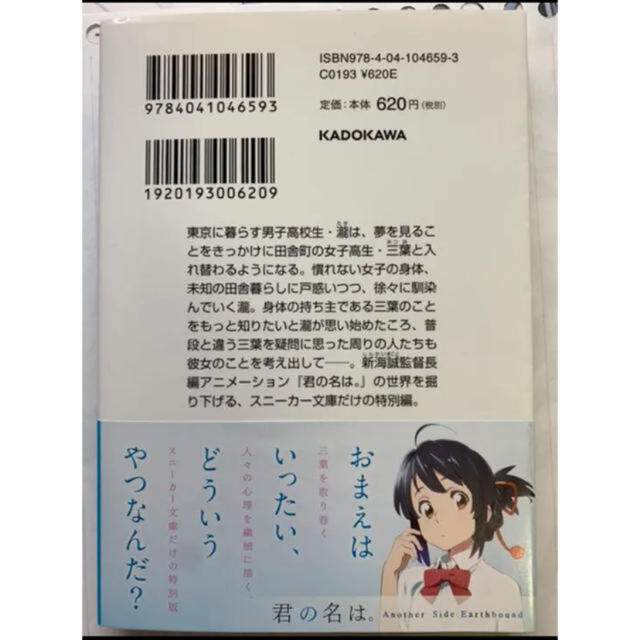 ISBN978-4-04-104659-3
C0193 ¥620E
定価:本体 620円(税別)
KADOKAWA
9784041046593
1920193006209
東京に暮らす男子高校生・瀧は、夢を見るこ
とをきっかけに田舎町の女子高生・三葉と入
れ替わるようになる。慣れない女子の身体、
未知の田舎暮らしに戸惑いつつ、徐々に馴染
んでいく瀧。身体の持ち主である三葉のこと
をもっと知りたいと瀧が思い始めたころ、普
段と違う三葉を疑問に思った周りの人たちも
彼女のことを考え出して――。新海誠監督長
編アニメーション『君の名は。』の世界を掘
り下げる、スニーカー文庫だけの特別編。
おまえは
いったい、
どういう
やつなんだ?
三葉を取り巻く
人々の心理を繊細に描く、
スニーカー文庫だけの特別版
君の名は。Another Side:Earthbound